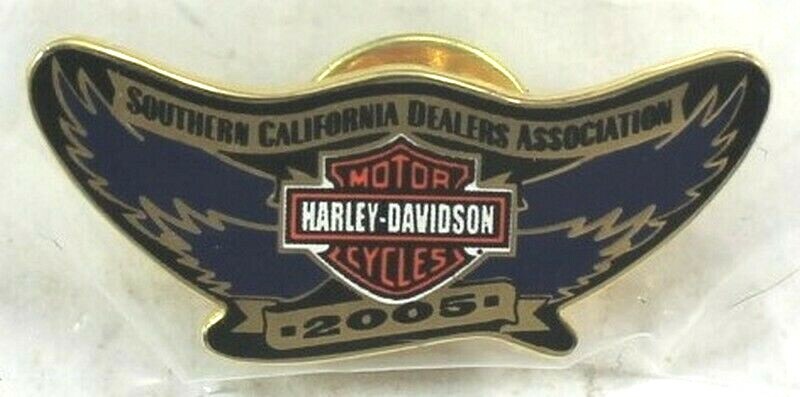 SOUTHERN CALIFORNIA DEALERS ASSOCIATION
MOTOR
HARLEY-DAVIDSON
CYCLES
2005